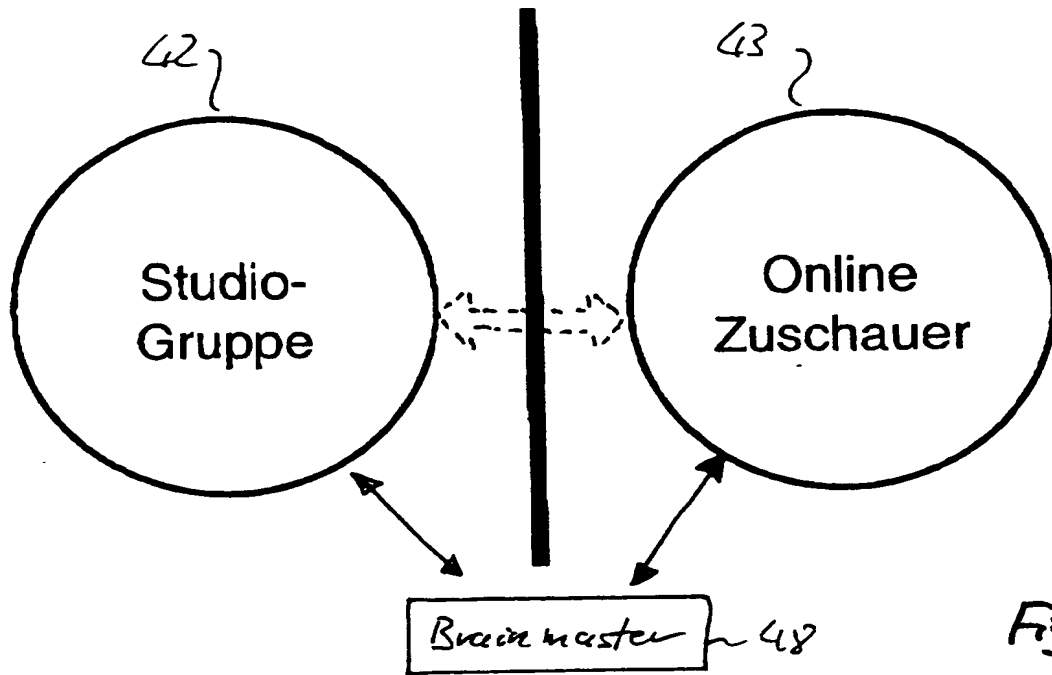 42
43
Studio-
Gruppe
Online
Zuschauer
Brainmaster
48